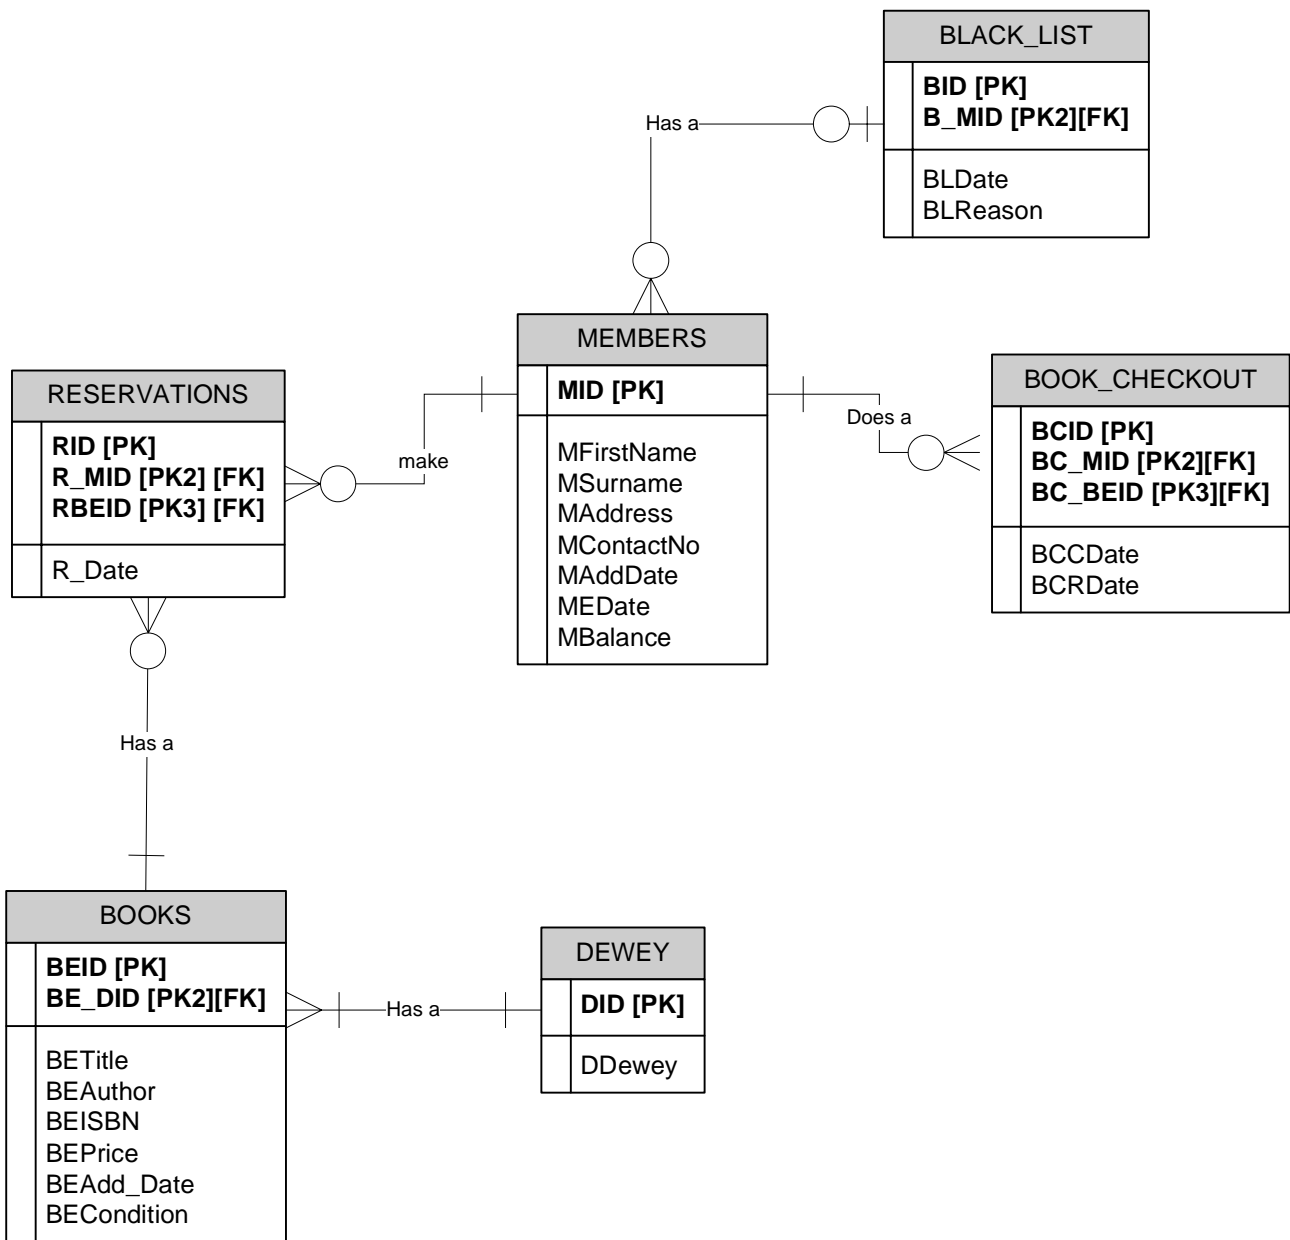 BLACK_LIST
BID [PK]
B_MID [PK2][FK]
BLDate
BLReason
Has a
MEMBERS
MID [PK]
MFirstName
MSurname
MAddress
MContactNo
MAddDate
MEDate
MBalance
RESERVATIONS
RID [PK]
R_MID [PK2] [FK]
RBEID [PK3] [FK]
R_Date
make
Does a
BOOK_CHECKOUT
BCID [PK]
BC_MID [PK2][FK]
BC_BEID [PK3][FK]
BCCDate
BCRDate
Has a
BOOKS
BEID [PK]
BE_DID [PK2][FK]
BETitle
BEAuthor
BEISBN
BEPrice
BEAdd_Date
BECondition
Has a
DEWEY
DID [PK]
DDewey